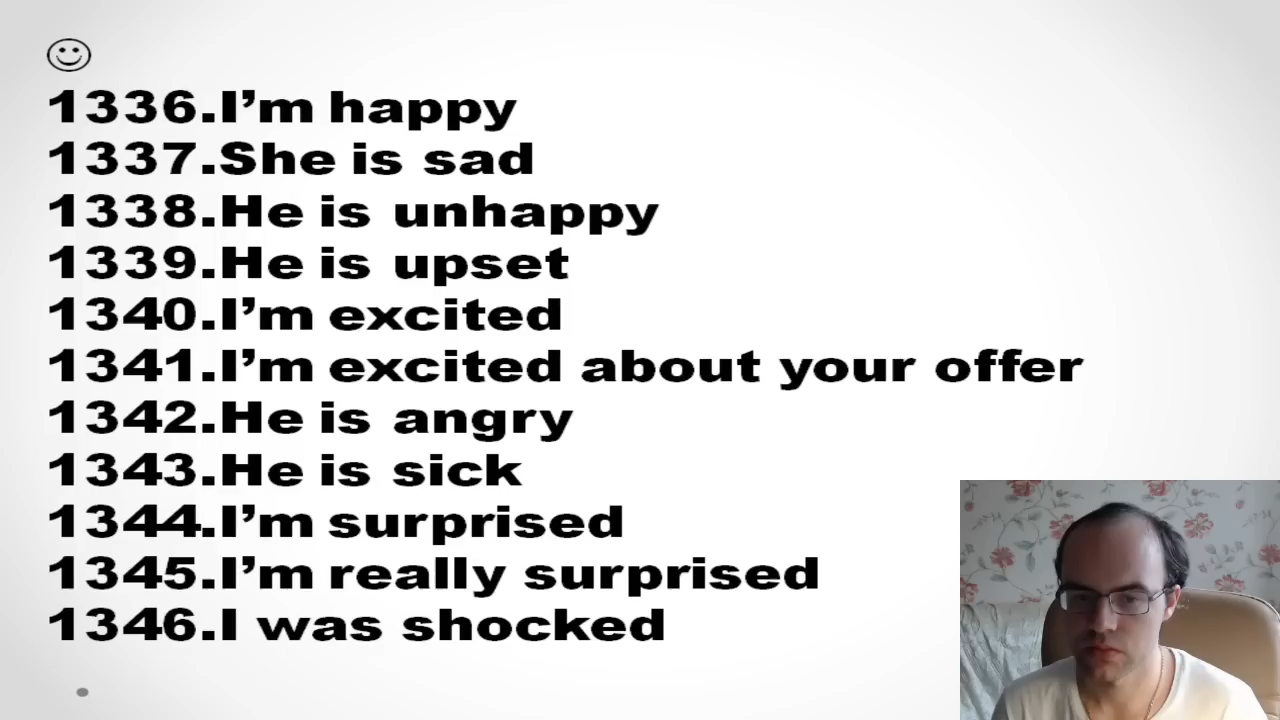 1336.I’m happy
1337.She is sad
1338.He is unhappy
1339.He is upset
1340.I’m excited
1341.I’m excited about your offer
1342.He is angry
1343.He is sick
1344.I’m surprised
1345.I’m really surprised
1346.I was shocked